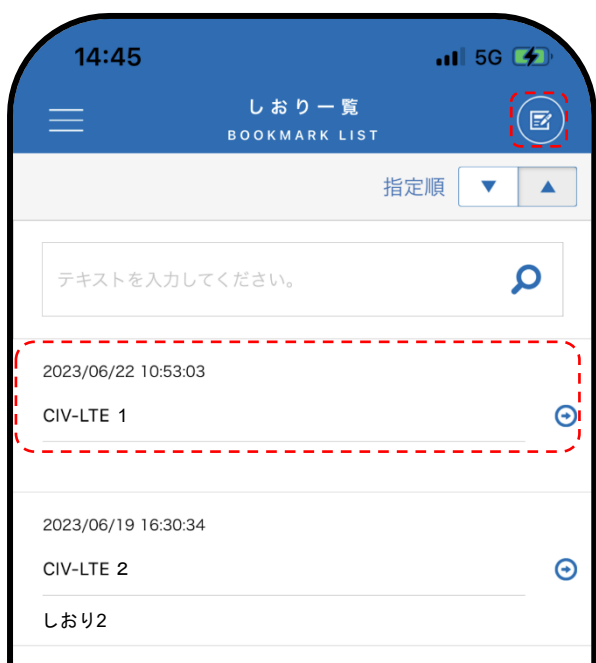 14:45 5G
しおり一覧
BOOKMARK LIST
指定順 ▼ ▲
テキストを入力してください。
2023/06/22 10:53:03
CIV-LTE 1
2023/06/19 16:30:34
CIV-LTE 2
しおり2